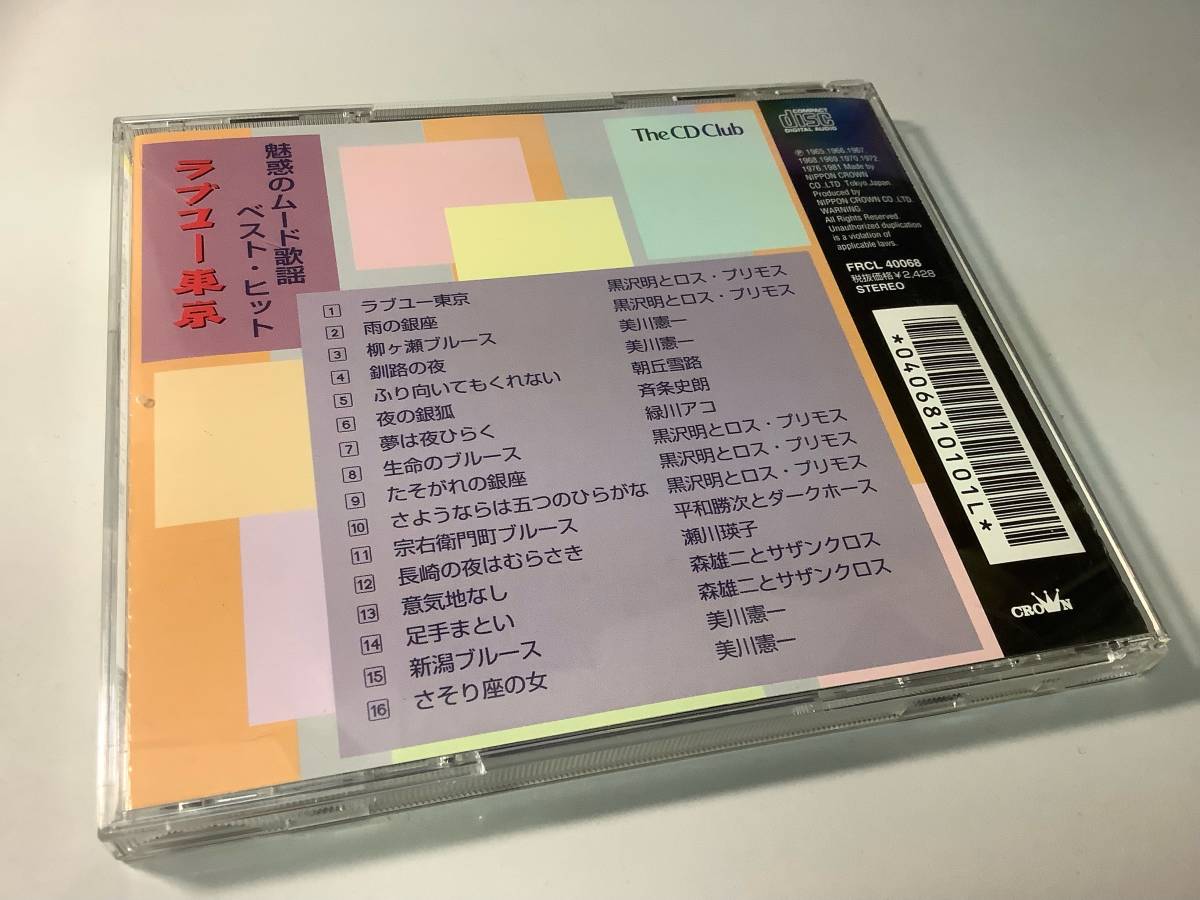 魅惑のムード歌謡
ベスト・ヒット
ラブユー東京
The CD Club
1 ラブユー東京 黒沢明とロス・プリモス
2 雨の銀座 黒沢明とロス・プリモス
3 柳ヶ瀬ブルース 美川憲一
4 釧路の夜 美川憲一
5 ふり向いてもくれない 朝丘雪路
6 夜の銀狐 斉条史朗
7 夢は夜ひらく 緑川アコ
8 生命のブルース 黒沢明とロス・プリモス
9 たそがれの銀座 黒沢明とロス・プリモス
10 さようならは五つのひらがな 黒沢明とロス・プリモス
11 宗右衛門町ブルース 平和勝次とダークホース
12 長崎の夜はむらさき 瀬川瑛子
13 意気地なし 森雄二とサザンクロス
14 足手まとい 森雄二とサザンクロス
15 新潟ブルース 美川憲一
16 さそり座の女 美川憲一
COMPACT
disc
DIGITAL AUDIO
℗ 1965.1966.1967.
1968.1969.1970.1972
1976.1981 Made by
NIPPON CROWN
CO.,LTD. Tokyo,Japan
Produced by
NIPPON CROWN CO.,LTD.
WARNING.
All Rights Reserved.
Unauthorized duplication
is a violation of
applicable laws.
FRCL 40068
税抜価格¥2,428
STEREO
*0406810101L*
CROWN